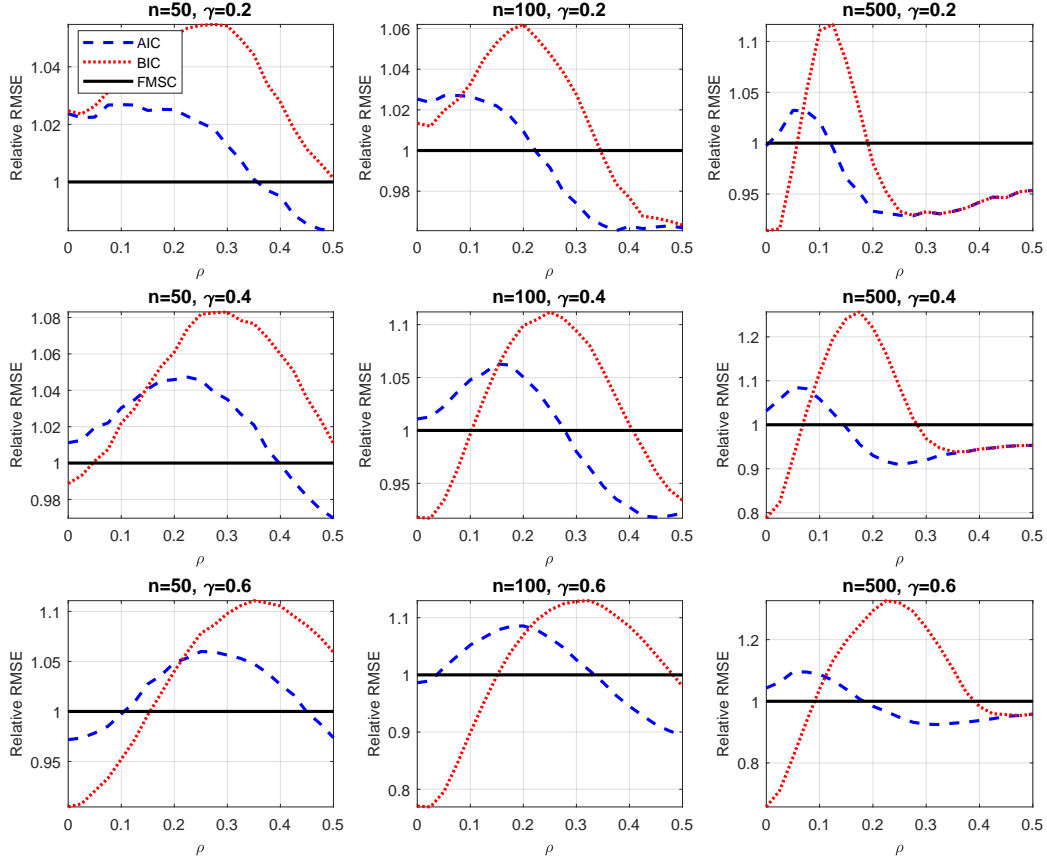 n=50, γ=0.2
Relative RMSE
1.04
1.02
1
AIC
BIC
FMSC
0 0.1 0.2 0.3 0.4 0.5
ρ
n=100, γ=0.2
Relative RMSE
1.06
1.04
1.02
1
0.98
0 0.1 0.2 0.3 0.4 0.5
ρ
n=500, γ=0.2
Relative RMSE
1.1
1.05
1
0.95
0 0.1 0.2 0.3 0.4 0.5
ρ
n=50, γ=0.4
Relative RMSE
1.08
1.06
1.04
1.02
1
0.98
0 0.1 0.2 0.3 0.4 0.5
ρ
n=100, γ=0.4
Relative RMSE
1.1
1.05
1
0.95
0 0.1 0.2 0.3 0.4 0.5
ρ
n=500, γ=0.4
Relative RMSE
1.2
1.1
1
0.9
0.8
0 0.1 0.2 0.3 0.4 0.5
ρ
n=50, γ=0.6
Relative RMSE
1.1
1.05
1
0.95
0 0.1 0.2 0.3 0.4 0.5
ρ
n=100, γ=0.6
Relative RMSE
1.1
1
0.9
0.8
0 0.1 0.2 0.3 0.4 0.5
ρ
n=500, γ=0.6
Relative RMSE
1.2
1
0.8
0 0.1 0.2 0.3 0.4 0.5
ρ